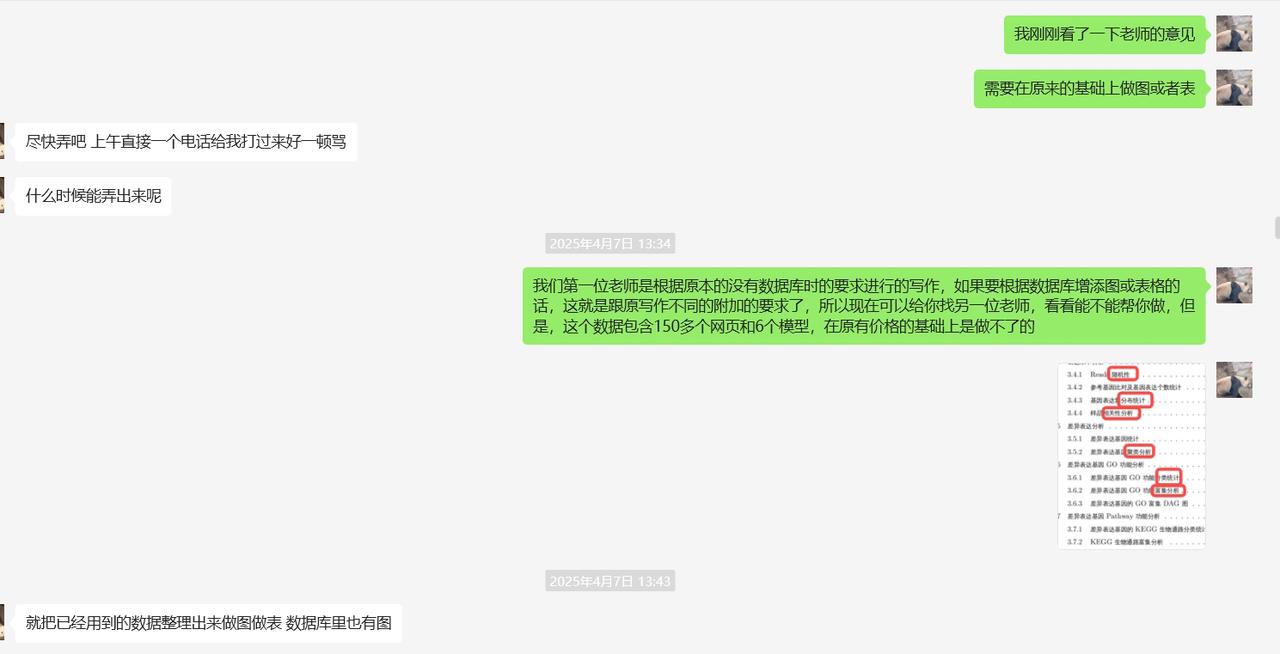 我刚刚看了一下老师的意见
需要在原来的基础上做图或者表
尽快弄吧 上午直接一个电话给我打过来好一顿骂
什么时候能弄出来呢
2025年4月7日 13:34
我们第一位老师是根据原本的没有数据库时的要求进行的写作，如果要根据数据库增添图或表格的
话，这就是跟原写作不同的附加的要求了，所以现在可以给你找另一位老师，看看能不能帮你做，但
是，这个数据包含150多个网页和6个模型，在原有价格的基础上是做不了的
3.4.1 Read 随机性
3.4.2 参考基因比对及基因表达个数统计
3.4.3 基因表达量分布统计
3.4.4 样品相关性分析
差异表达分析
3.5.1 差异表达基因统计
3.5.2 差异表达基因聚类分析
差异表达基因 GO 功能分析
3.6.1 差异表达基因 GO 功能分类统计
3.6.2 差异表达基因 GO 功能富集分析
3.6.3 差异表达基因的 GO 富集 DAG 图
7 差异表达基因 Pathway 功能分析
3.7.1 差异表达基因的 KEGG 生物通路分类统计
3.7.2 KEGG 生物通路富集分析
2025年4月7日 13:43
就把已经用到的数据整理出来做图做表 数据库里也有图